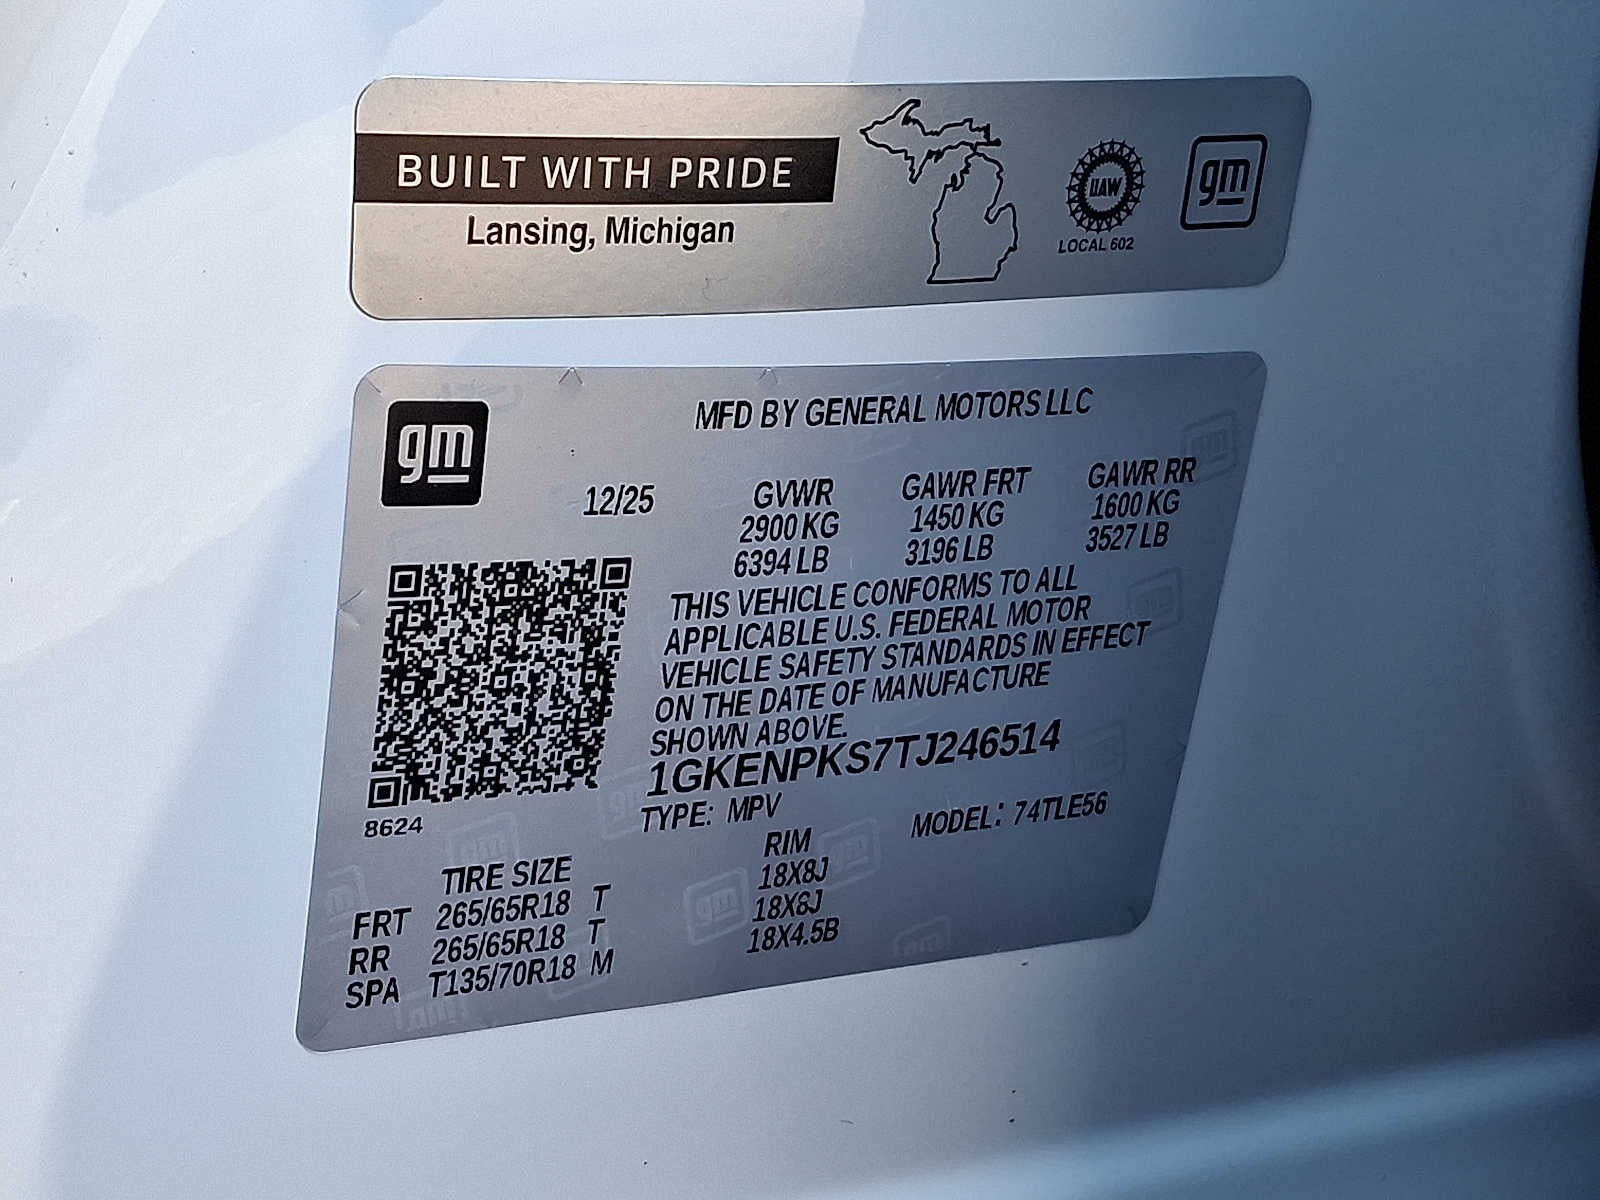 BUILT WITH PRIDE
Lansing, Michigan
UAW
LOCAL 602
gm
gm
MFD BY GENERAL MOTORS LLC
12/25
GVWR GAWR FRT GAWR RR
2900 KG 1450 KG 1600 KG
6394 LB 3196 LB 3527 LB
THIS VEHICLE CONFORMS TO ALL
APPLICABLE U.S. FEDERAL MOTOR
VEHICLE SAFETY STANDARDS IN EFFECT
ON THE DATE OF MANUFACTURE
SHOWN ABOVE.
1GKENPKS7TJ246514
8624
TYPE: MPV MODEL: 74TLE56
TIRE SIZE RIM
FRT 265/65R18 T 18X8J
RR 265/65R18 T 18X8J
SPA T135/70R18 M 18X4.5B